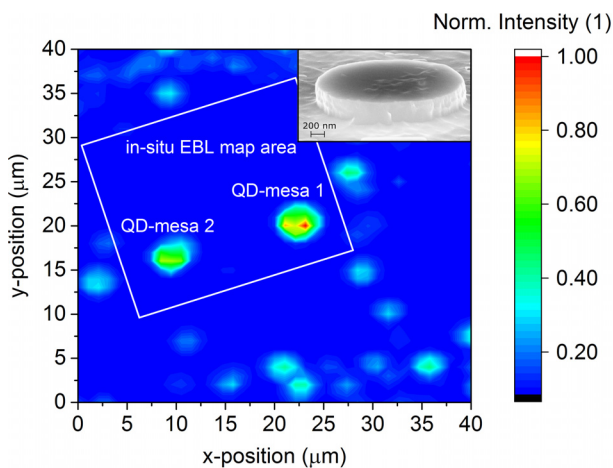 Norm. Intensity (1)
40
35
30
25
20
15
10
5
0
y-position (μm)
in-situ EBL map area
QD-mesa 1
QD-mesa 2
200 nm
1.00
0.80
0.60
0.40
0.20
0 5 10 15 20 25 30 35 40
x-position (μm)